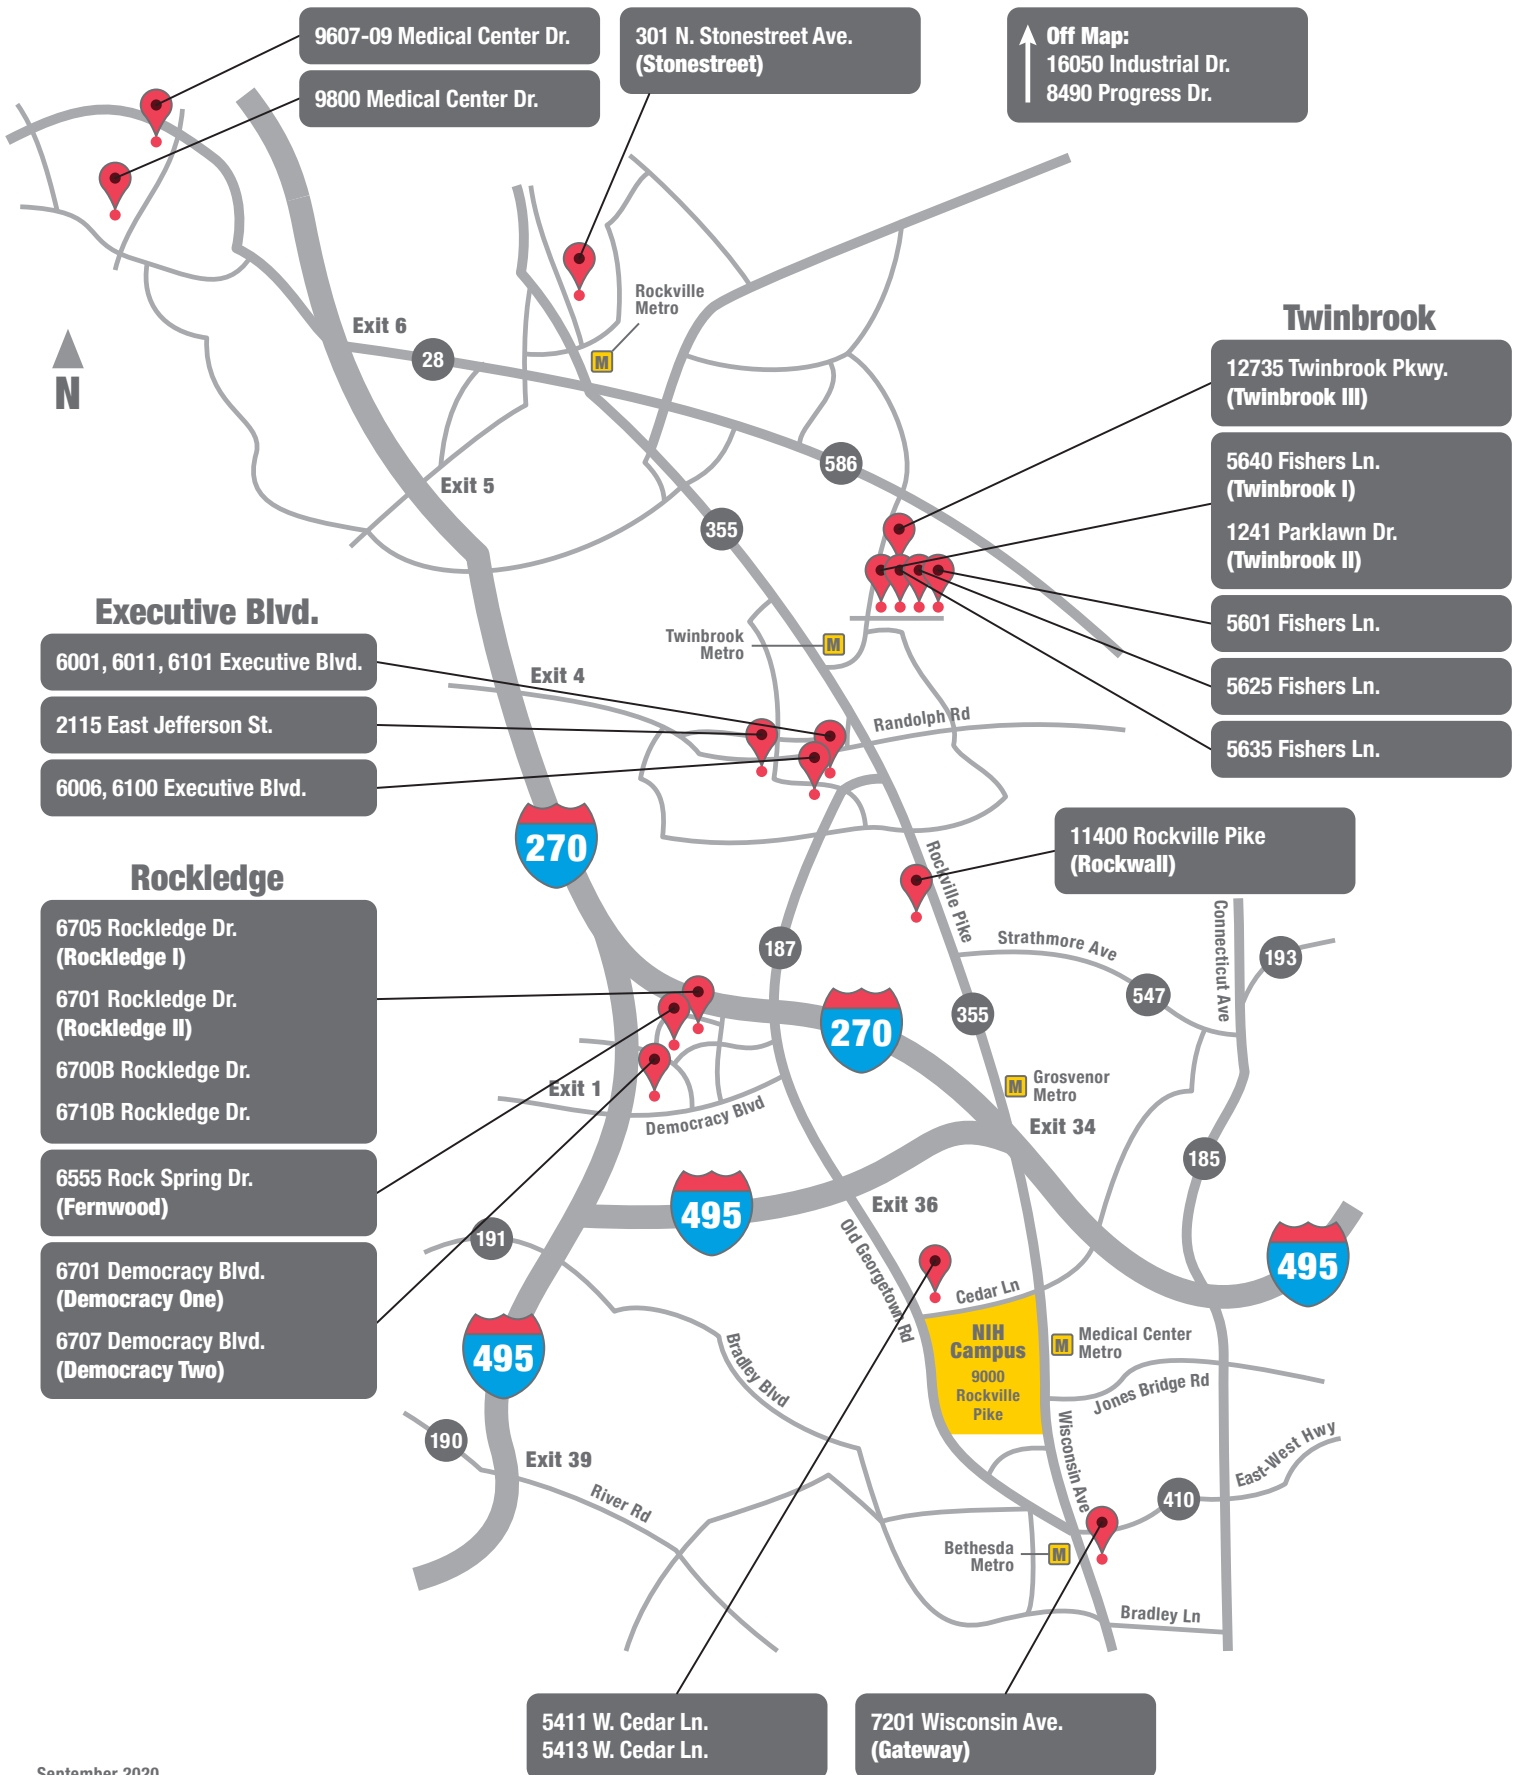 9607-09 Medical Center Dr.
9800 Medical Center Dr.
301 N. Stonestreet Ave.
(Stonestreet)
Off Map:
16050 Industrial Dr.
8490 Progress Dr.
Rockville
Metro
M
Exit 6
28
N
Twinbrook
12735 Twinbrook Pkwy.
(Twinbrook III)
5640 Fishers Ln.
(Twinbrook I)
1241 Parklawn Dr.
(Twinbrook II)
5601 Fishers Ln.
5625 Fishers Ln.
5635 Fishers Ln.
586
Exit 5
355
Executive Blvd.
6001, 6011, 6101 Executive Blvd.
2115 East Jefferson St.
6006, 6100 Executive Blvd.
Twinbrook
Metro
M
Exit 4
Randolph Rd
270
11400 Rockville Pike
(Rockwall)
Rockville Pike
Rockledge
6705 Rockledge Dr.
(Rockledge I)
6701 Rockledge Dr.
(Rockledge II)
6700B Rockledge Dr.
6710B Rockledge Dr.
6555 Rock Spring Dr.
(Fernwood)
6701 Democracy Blvd.
(Democracy One)
6707 Democracy Blvd.
(Democracy Two)
187
Strathmore Ave
Connecticut Ave
193
547
355
270
M
Grosvenor
Metro
Exit 1
Democracy Blvd
Exit 34
185
495
Exit 36
191
Old Georgetown Rd
495
Cedar Ln
NIH
Campus
9000
Rockville
Pike
M
Medical Center
Metro
495
Bradley Blvd
Jones Bridge Rd
Wisconsin Ave
190
Exit 39
River Rd
East-West Hwy
410
Bethesda
Metro
M
Bradley Ln
5411 W. Cedar Ln.
5413 W. Cedar Ln.
7201 Wisconsin Ave.
(Gateway)
September 2020